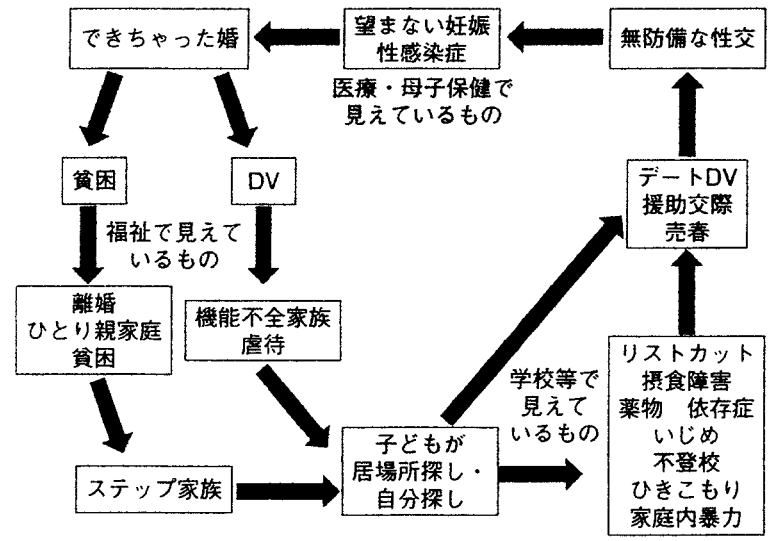 できちゃった婚
望まない妊娠
性感染症
無防備な性交
医療・母子保健で
見えているもの
貧困
DV
デートDV
援助交際
売春
福祉で見えて
いるもの
離婚
ひとり親家庭
貧困
機能不全家族
虐待
学校等で
見えて
いるもの
リストカット
摂食障害
薬物　依存症
いじめ
不登校
ひきこもり
家庭内暴力
子どもが
居場所探し・
自分探し
ステップ家族